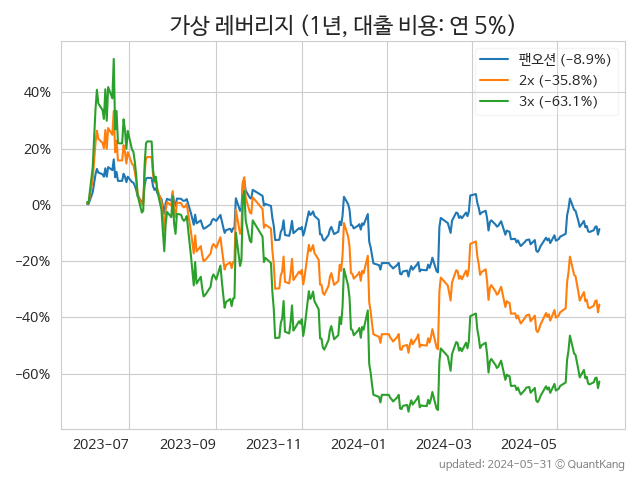 가상 레버리지 (1년, 대출 비용: 연 5%)
팬오션 (−8.9%)
2x (−35.8%)
3x (−63.1%)
40%
20%
0%
−20%
−40%
−60%
2023-07
2023-09
2023-11
2024-01
2024-03
2024-05
updated: 2024-05-31 © QuantKang